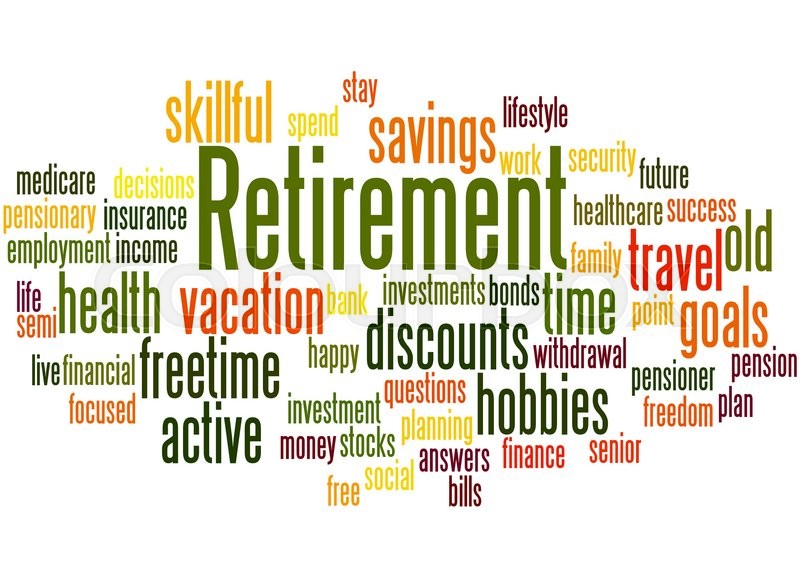 stay
skillful
spend
savings
lifestyle
work
security
Retirement
medicare
decisions
future
pensionary
insurance
healthcare
success
employment
income
family
travel
old
life
semi
health
vacation
bank
investments
bonds
time
point
goals
live
financial
freetime
happy
discounts
withdrawal
pensioner
pension
focused
active
investment
questions
hobbies
freedom
plan
money
stocks
planning
answers
finance
senior
social
free
bills
colourbox